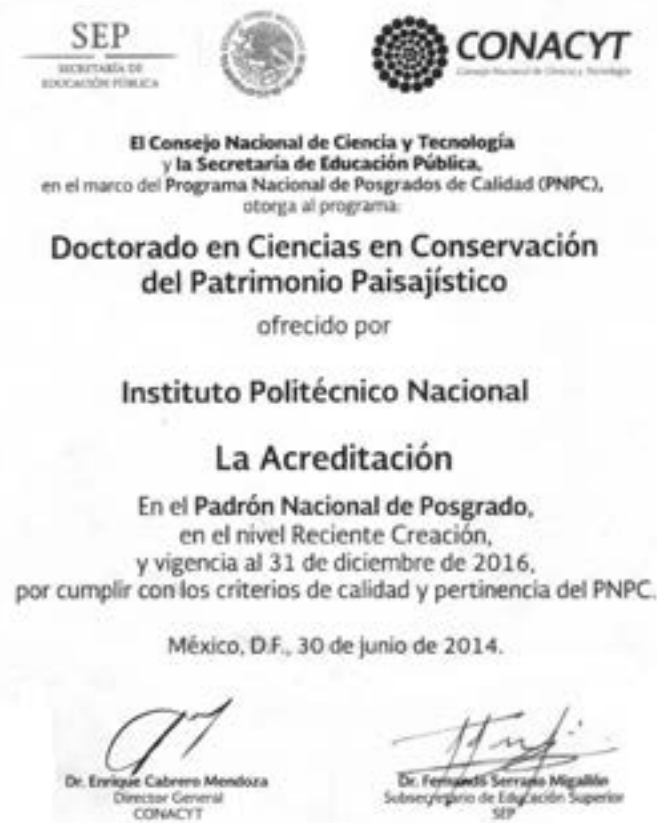 SEP
SECRETARÍA DE
EDUCACIÓN PÚBLICA
CONACYT
Consejo Nacional de Ciencia y Tecnología
El Consejo Nacional de Ciencia y Tecnología
y la Secretaría de Educación Pública,
en el marco del Programa Nacional de Posgrados de Calidad (PNPC),
otorga al programa:
Doctorado en Ciencias en Conservación
del Patrimonio Paisajístico
ofrecido por
Instituto Politécnico Nacional
La Acreditación
En el Padrón Nacional de Posgrado,
en el nivel Reciente Creación,
y vigencia al 31 de diciembre de 2016,
por cumplir con los criterios de calidad y pertinencia del PNPC.
México, D.F., 30 de junio de 2014.
Dr. Enrique Cabrero Mendoza
Director General
CONACYT
Dr. Fernando Serrano Migallón
Subsecretario de Educación Superior
SEP